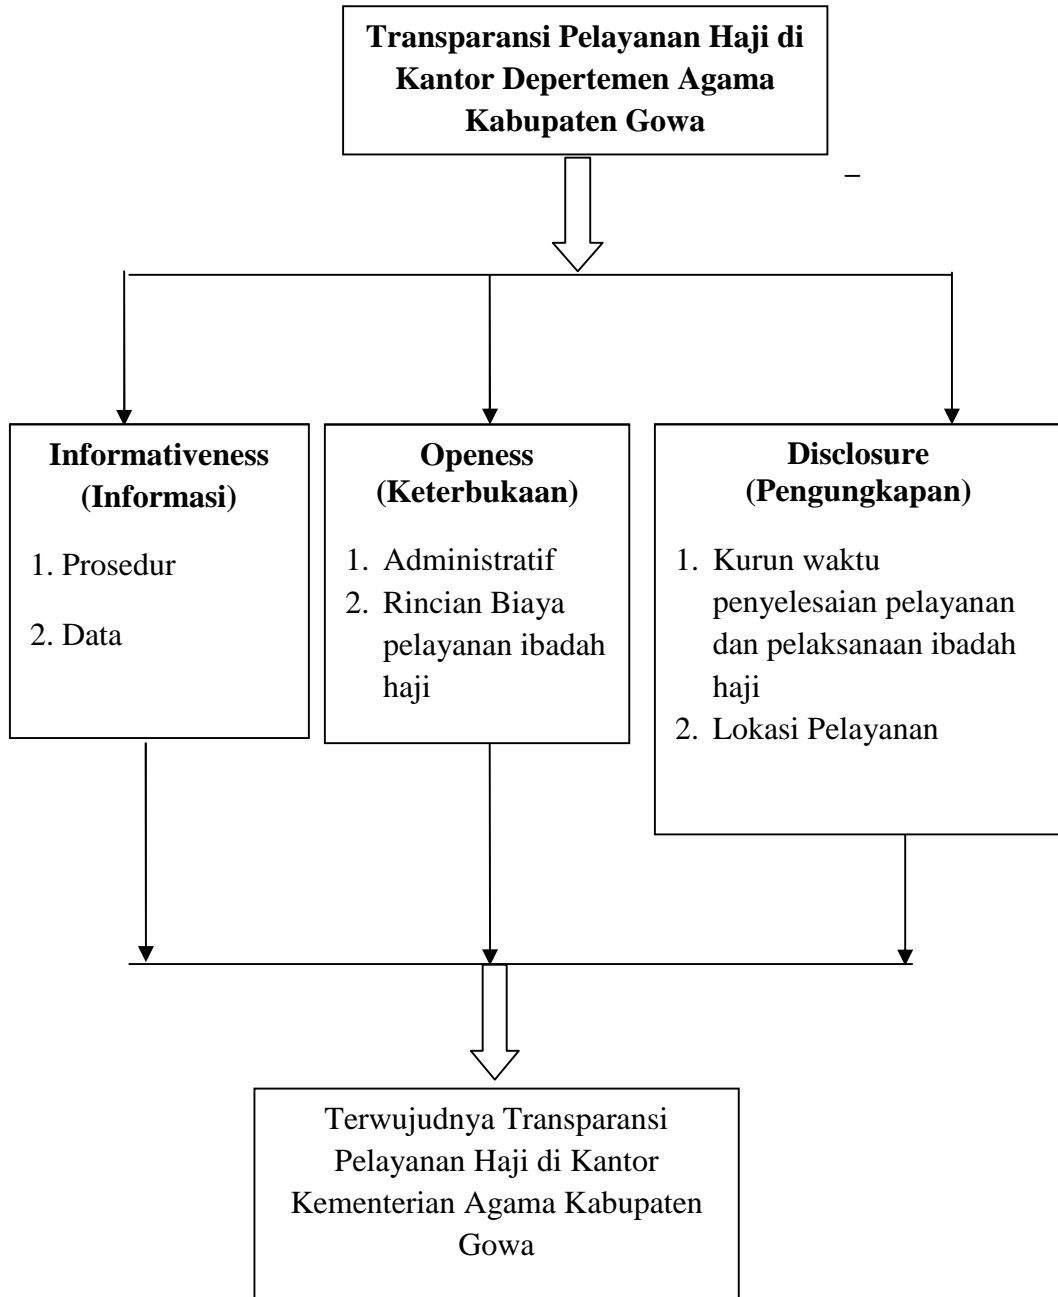 Transparansi Pelayanan Haji di
Kantor Depertemen Agama
Kabupaten Gowa
Informativeness
(Informasi)
1. Prosedur
2. Data
Openess
(Keterbukaan)
1. Administratif
2. Rincian Biaya
pelayanan ibadah
haji
Disclosure
(Pengungkapan)
1. Kurun waktu
penyelesaian pelayanan
dan pelaksanaan ibadah
haji
2. Lokasi Pelayanan
Terwujudnya Transparansi
Pelayanan Haji di Kantor
Kementerian Agama Kabupaten
Gowa